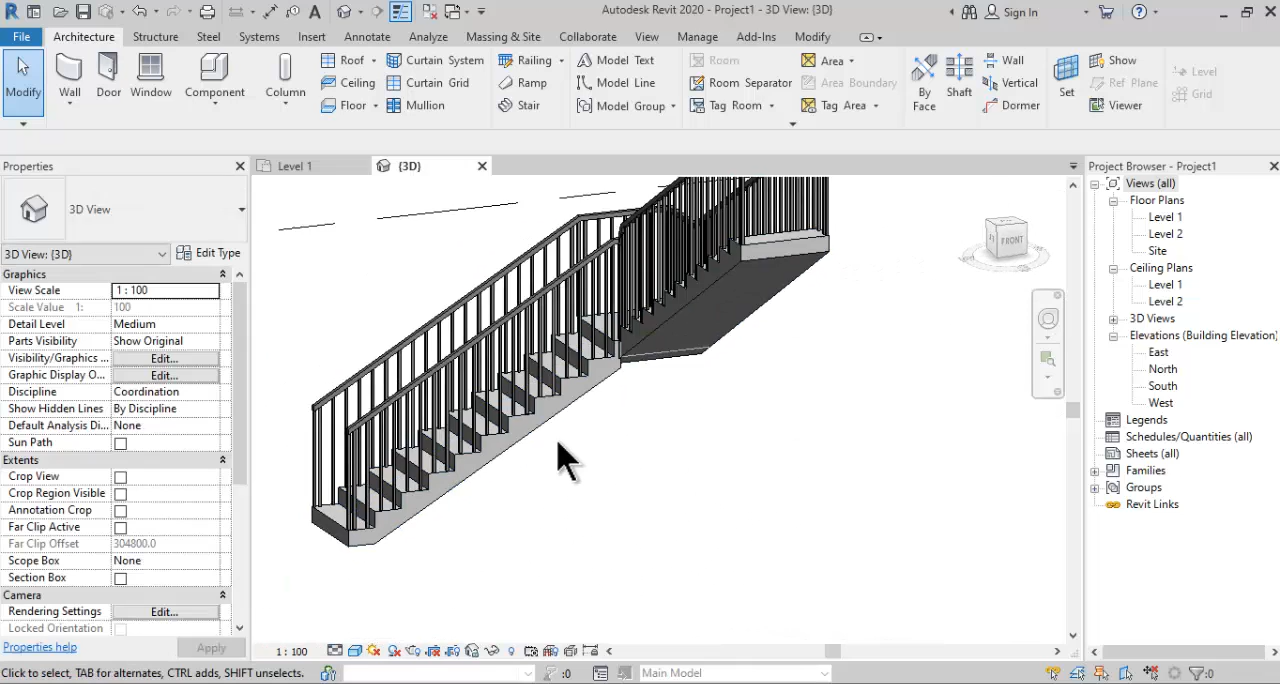 Autodesk Revit 2020 - Project1 - 3D View: {3D}
Sign In
File Architecture Structure Steel Systems Insert Annotate Analyze Massing & Site Collaborate View Manage Add-Ins Modify
Modify Wall Door Window Component Column
Roof Curtain System Railing Model Text Room Area Wall Show Level
Ceiling Curtain Grid Ramp Model Line Room Separator Area Boundary Vertical Ref Plane Grid
Floor Mullion Stair Model Group Tag Room Tag Area Dormer Viewer
By Face Shaft Set
Properties
Level 1
{3D}
Project Browser - Project1
3D View
3D View: {3D}
Edit Type
Graphics
View Scale 1 : 100
Scale Value 1: 100
Detail Level Medium
Parts Visibility Show Original
Visibility/Graphics ... Edit...
Graphic Display O... Edit...
Discipline Coordination
Show Hidden Lines By Discipline
Default Analysis Di... None
Sun Path
Extents
Crop View
Crop Region Visible
Annotation Crop
Far Clip Active
Far Clip Offset 304800.0
Scope Box None
Section Box
Camera
Rendering Settings Edit...
Locked Orientation
Properties help
Apply
FRONT
Views (all)
Floor Plans
Level 1
Level 2
Site
Ceiling Plans
Level 1
Level 2
3D Views
Elevations (Building Elevation)
East
North
South
West
Legends
Schedules/Quantities (all)
Sheets (all)
Families
Groups
Revit Links
1 : 100
Click to select, TAB for alternates, CTRL adds, SHIFT unselects.
:0
Main Model
:0